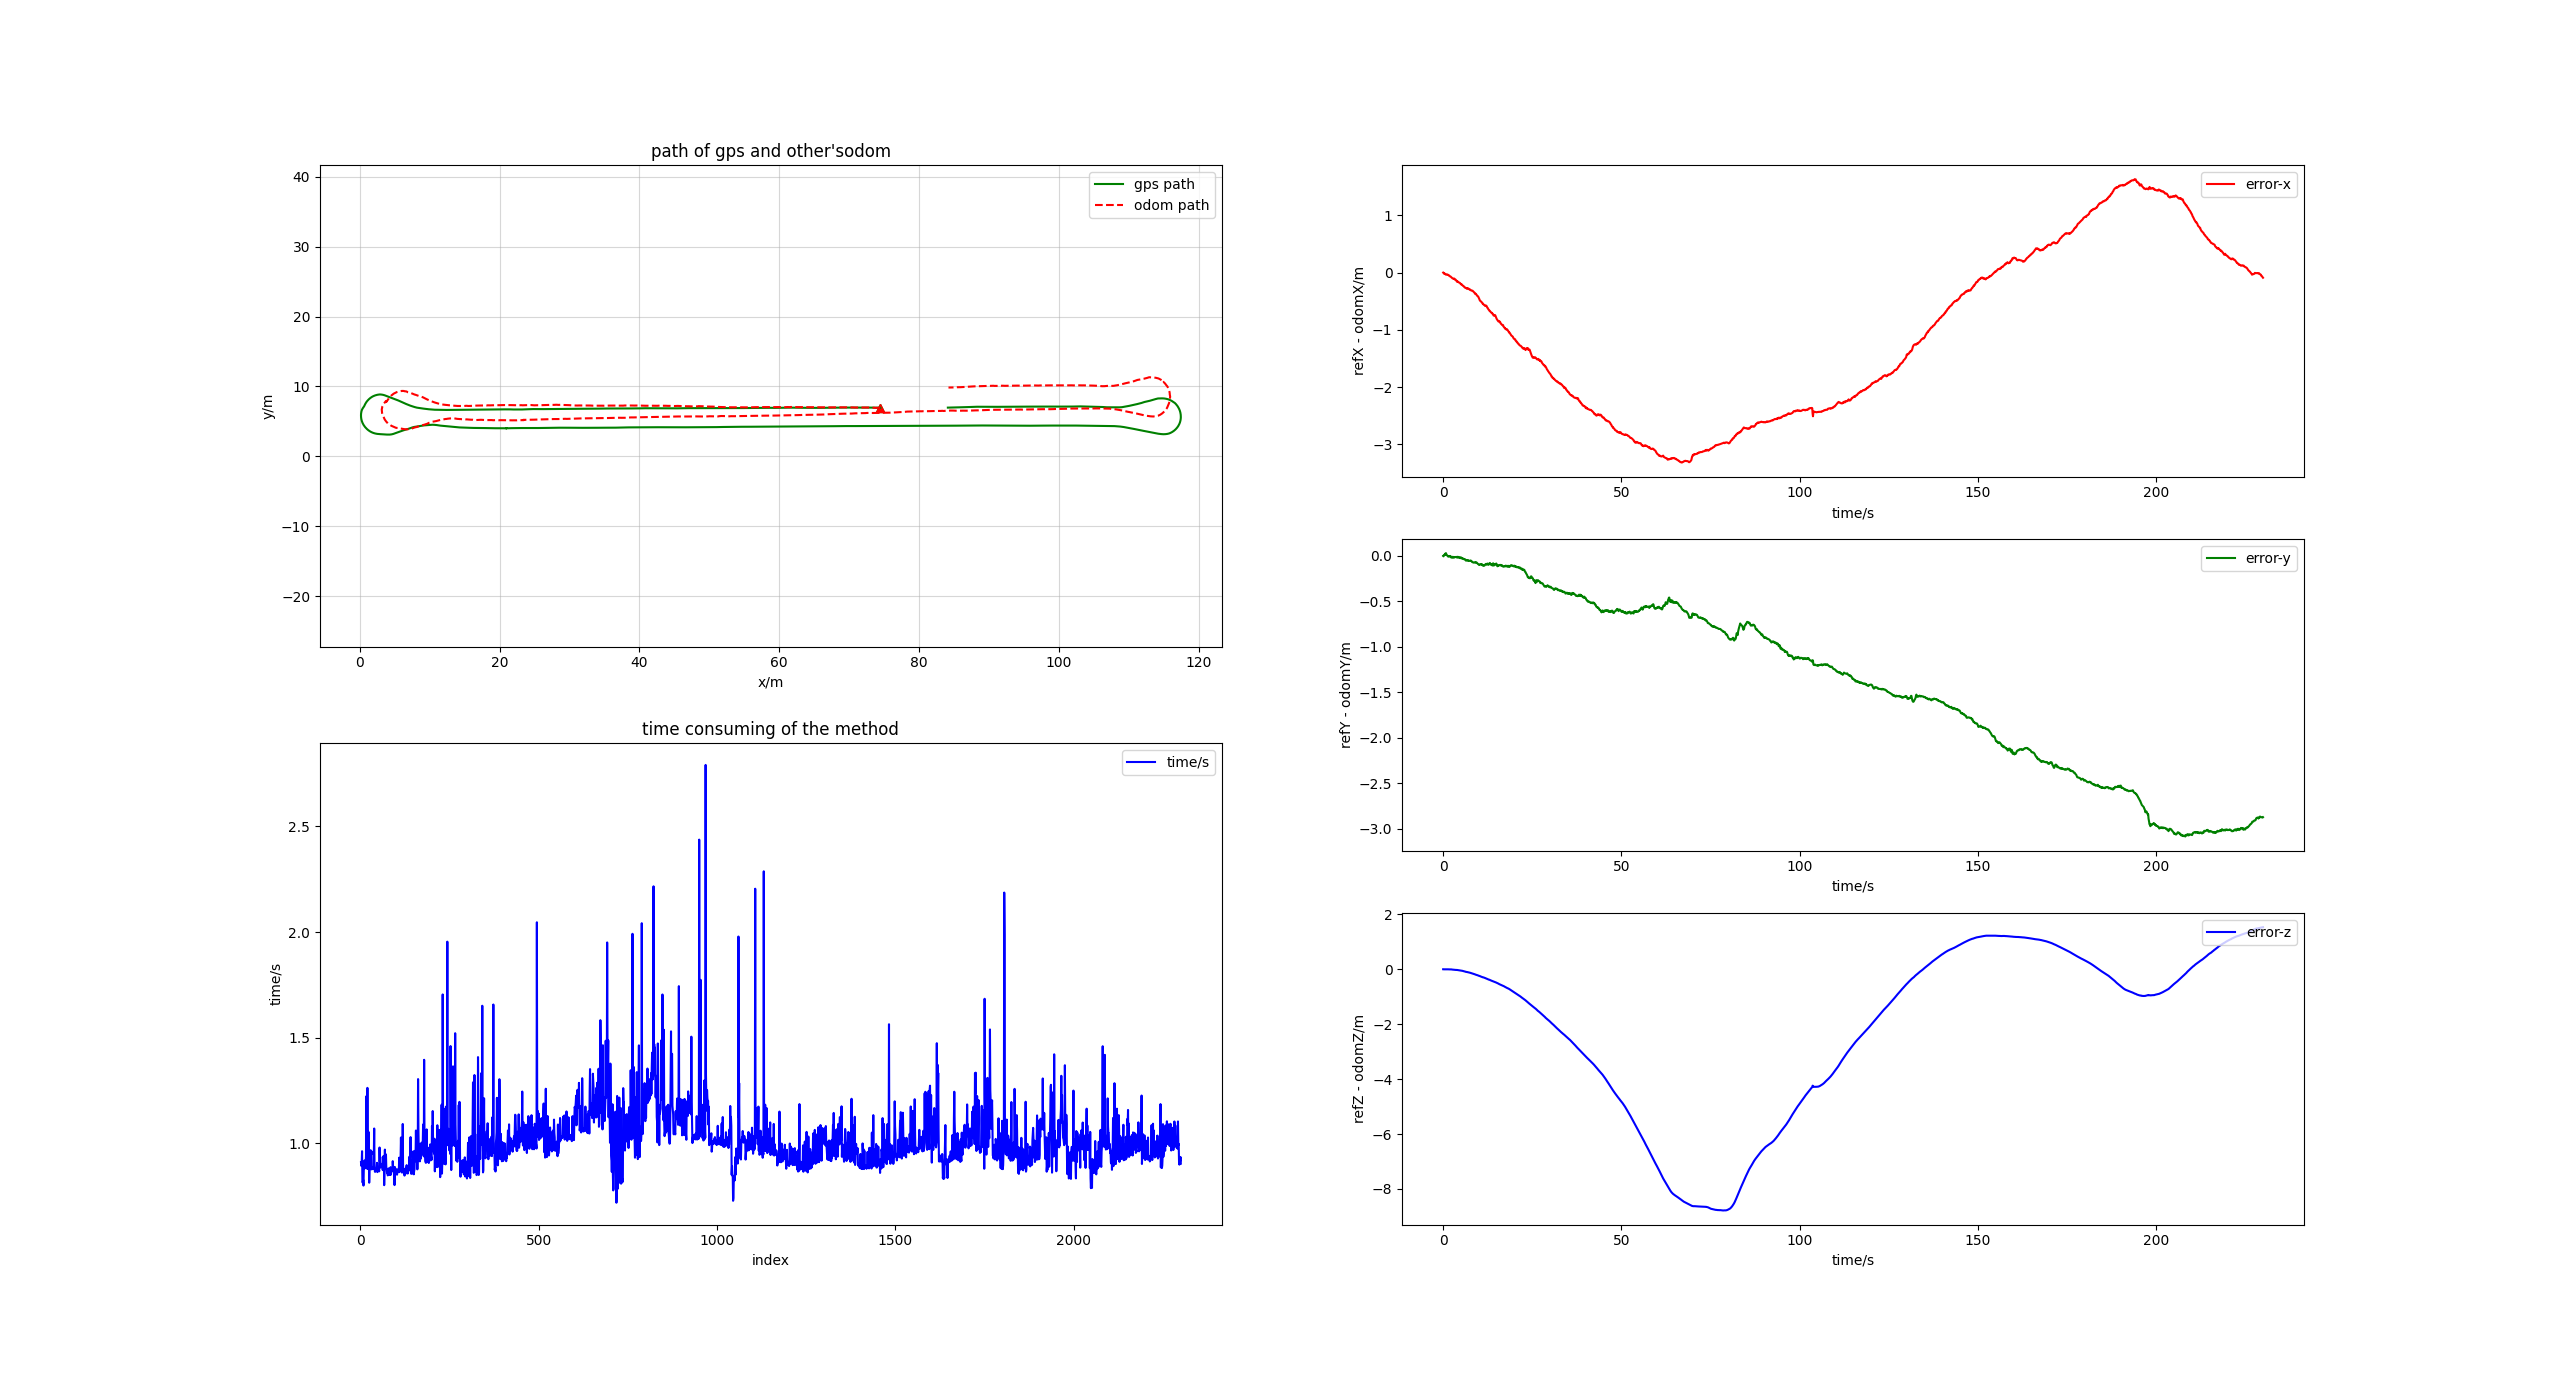 path of gps and other'sodom
40
30
20
10
0
−10
−20
y/m
gps path
odom path
0 20 40 60 80 100 120
x/m
time consuming of the method
2.5
2.0
1.5
1.0
time/s
time/s
0 500 1000 1500 2000
index
1
0
−1
−2
−3
refX - odomX/m
error-x
0 50 100 150 200
time/s
0.0
−0.5
−1.0
−1.5
−2.0
−2.5
−3.0
refY - odomY/m
error-y
0 50 100 150 200
time/s
2
0
−2
−4
−6
−8
refZ - odomZ/m
error-z
0 50 100 150 200
time/s